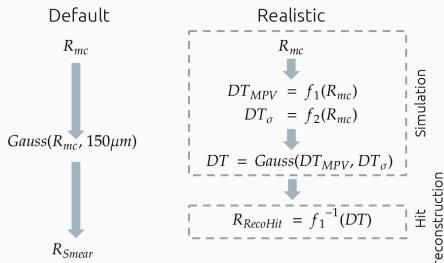 Default
R_mc
Gauss(R_mc, 150μm)
R_Smear
Realistic
R_mc
DT_MPV = f_1(R_mc)
DT_σ = f_2(R_mc)
DT = Gauss(DT_MPV, DT_σ)
Simulation
R_RecoHit = f_1^{-1}(DT)
Hit
reconstruction